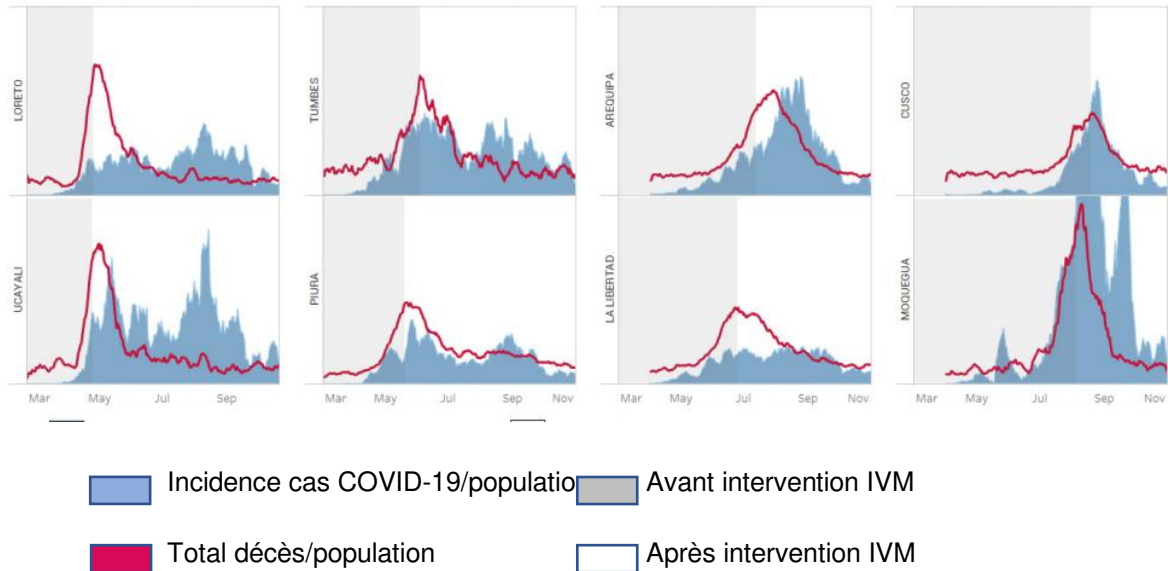 LORETO
TUMBES
AREQUIPA
CUSCO
UCAYALI
PIURA
LA LIBERTAD
MOQUEGUA
Mar May Jul Sep
Mar May Jul Sep Nov
Mar May Jul Sep Nov
Mar May Jul Sep Nov
Incidence cas COVID-19/populatio
Avant intervention IVM
Total décès/population
Après intervention IVM